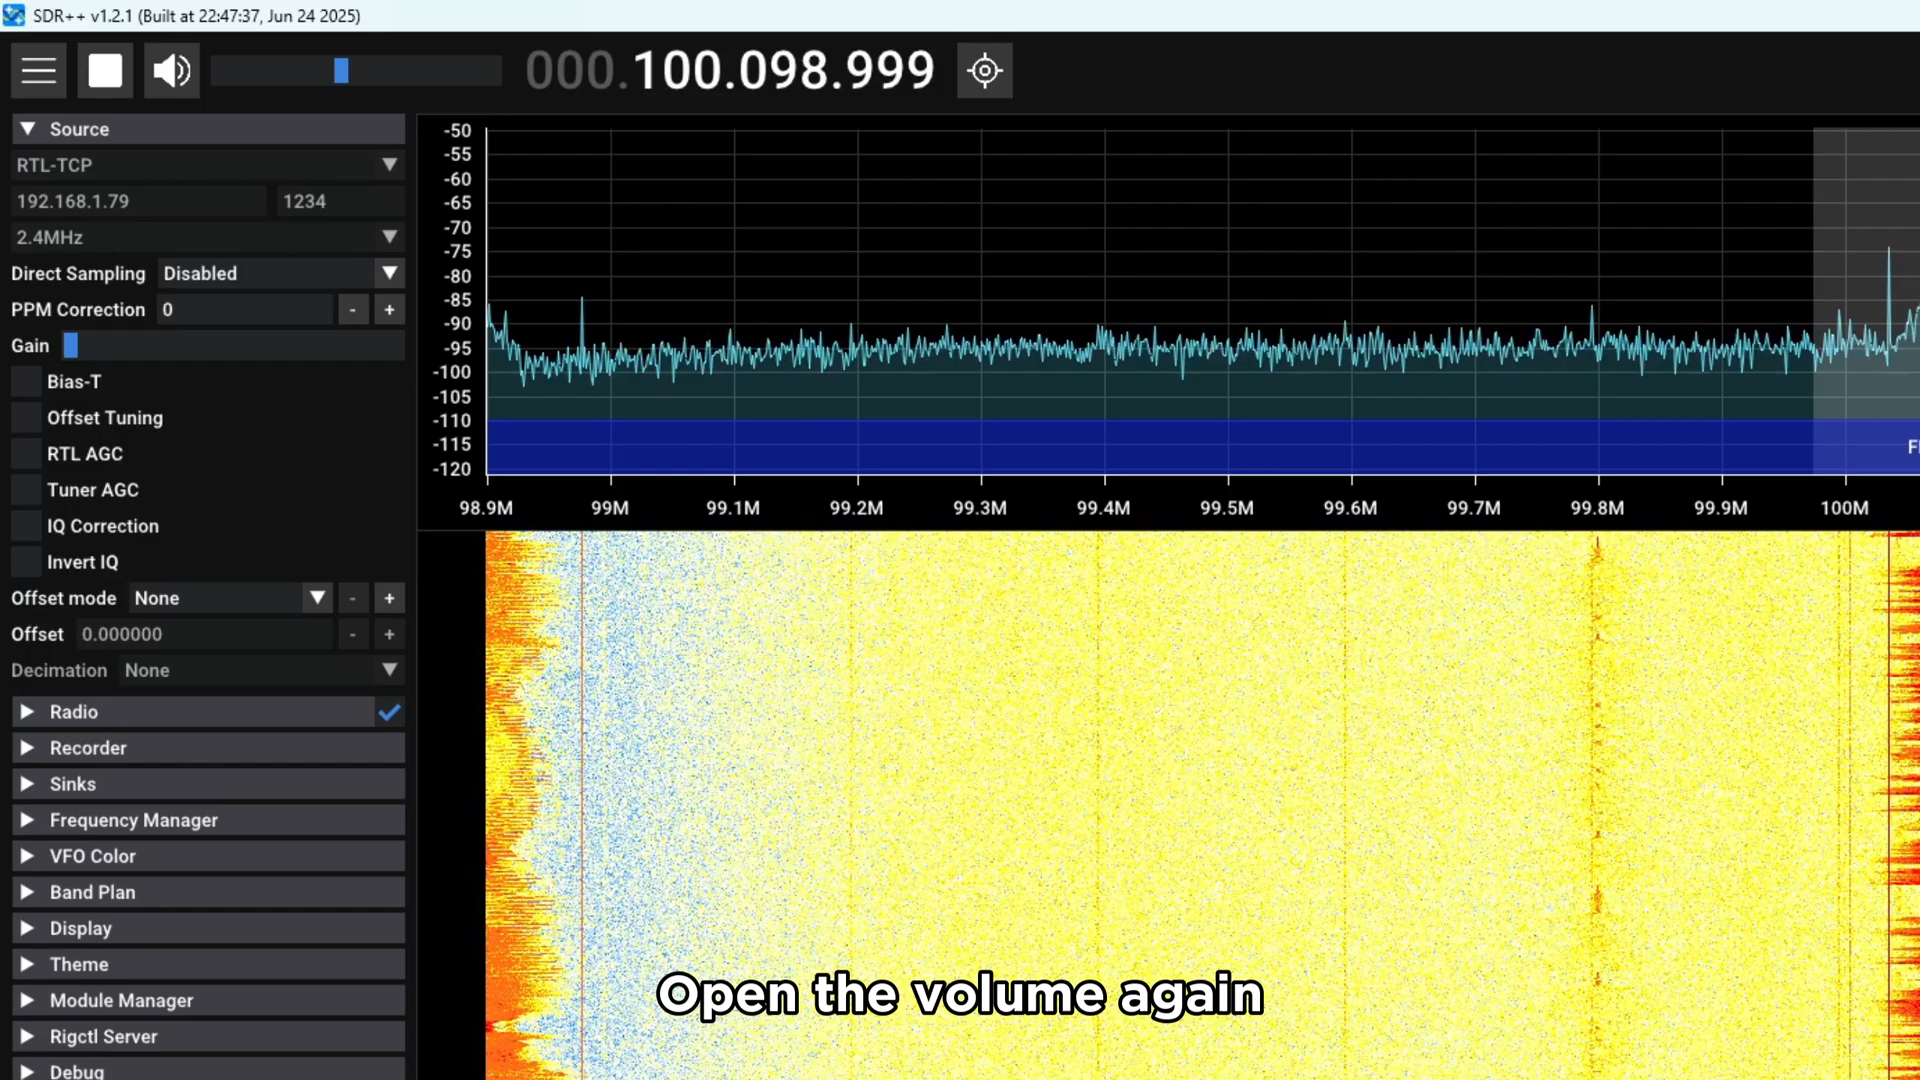 SDR++ v1.2.1 (Built at 22:47:37, Jun 24 2025)
000.100.098.999
Source
RTL-TCP
192.168.1.79 1234
2.4MHz
Direct Sampling Disabled
PPM Correction 0 - +
Gain
Bias-T
Offset Tuning
RTL AGC
Tuner AGC
IQ Correction
Invert IQ
Offset mode None - +
Offset 0.000000 - +
Decimation None
Radio
Recorder
Sinks
Frequency Manager
VFO Color
Band Plan
Display
Theme
Module Manager
Rigctl Server
Debug
-50
-55
-60
-65
-70
-75
-80
-85
-90
-95
-100
-105
-110
-115
-120
98.9M 99M 99.1M 99.2M 99.3M 99.4M 99.5M 99.6M 99.7M 99.8M 99.9M 100M
Open the volume again